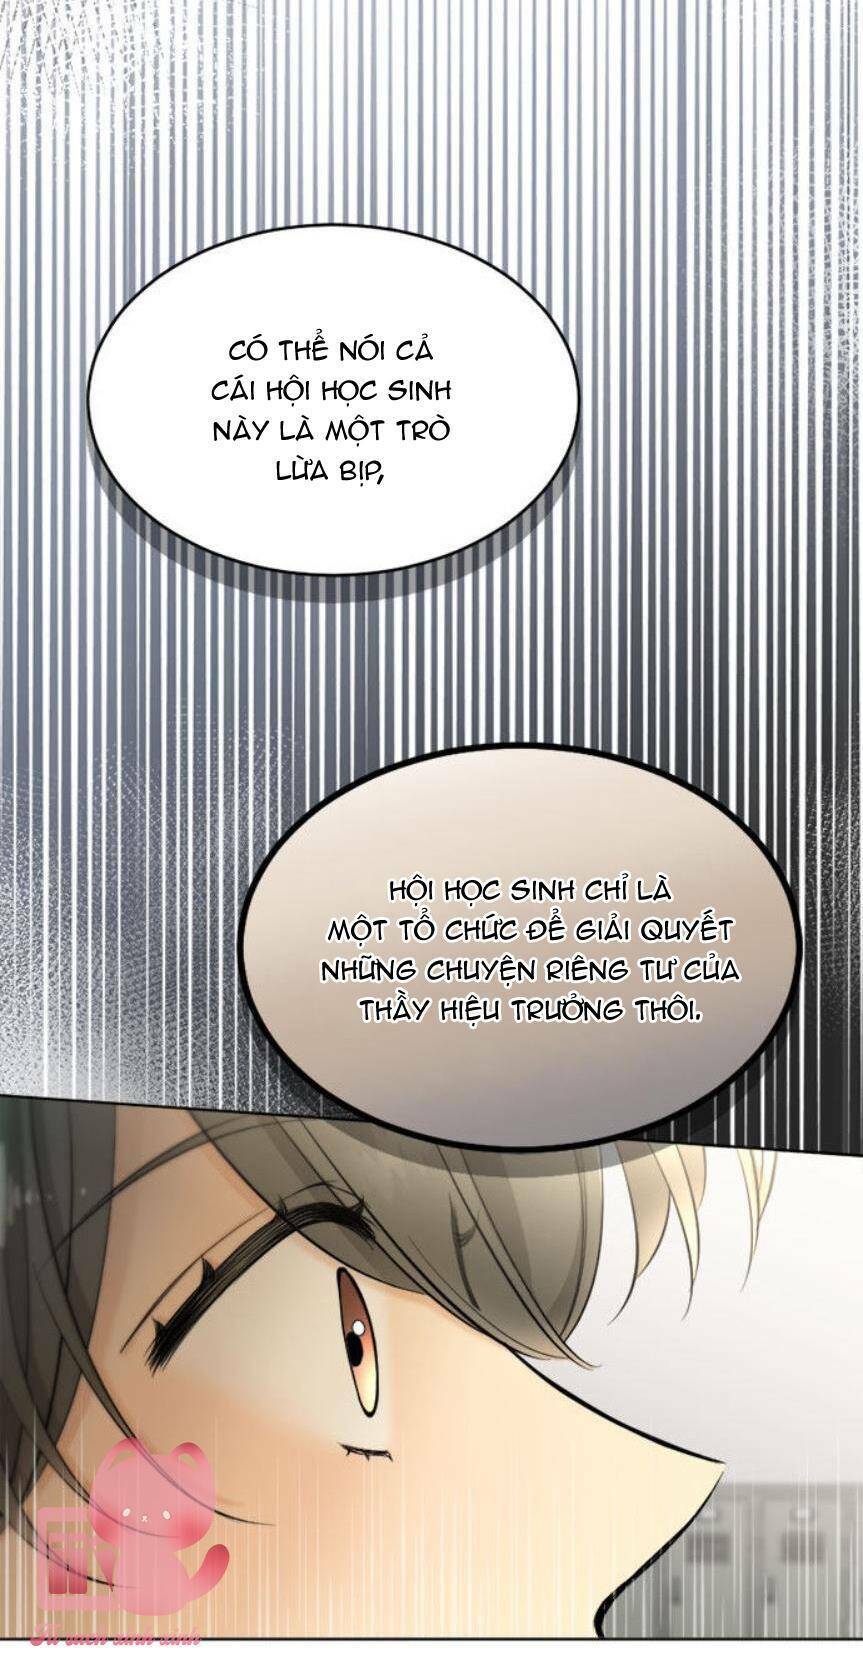 CÓ THỂ NÓI CẢ
CÁI HỘI HỌC SINH
NÀY LÀ MỘT TRÒ
LỪA BỊP,
HỘI HỌC SINH CHỈ LÀ
MỘT TỔ CHỨC ĐỂ GIẢI QUYẾT
NHỮNG CHUYỆN RIÊNG TƯ CỦA
THẦY HIỆU TRƯỞNG THÔI.